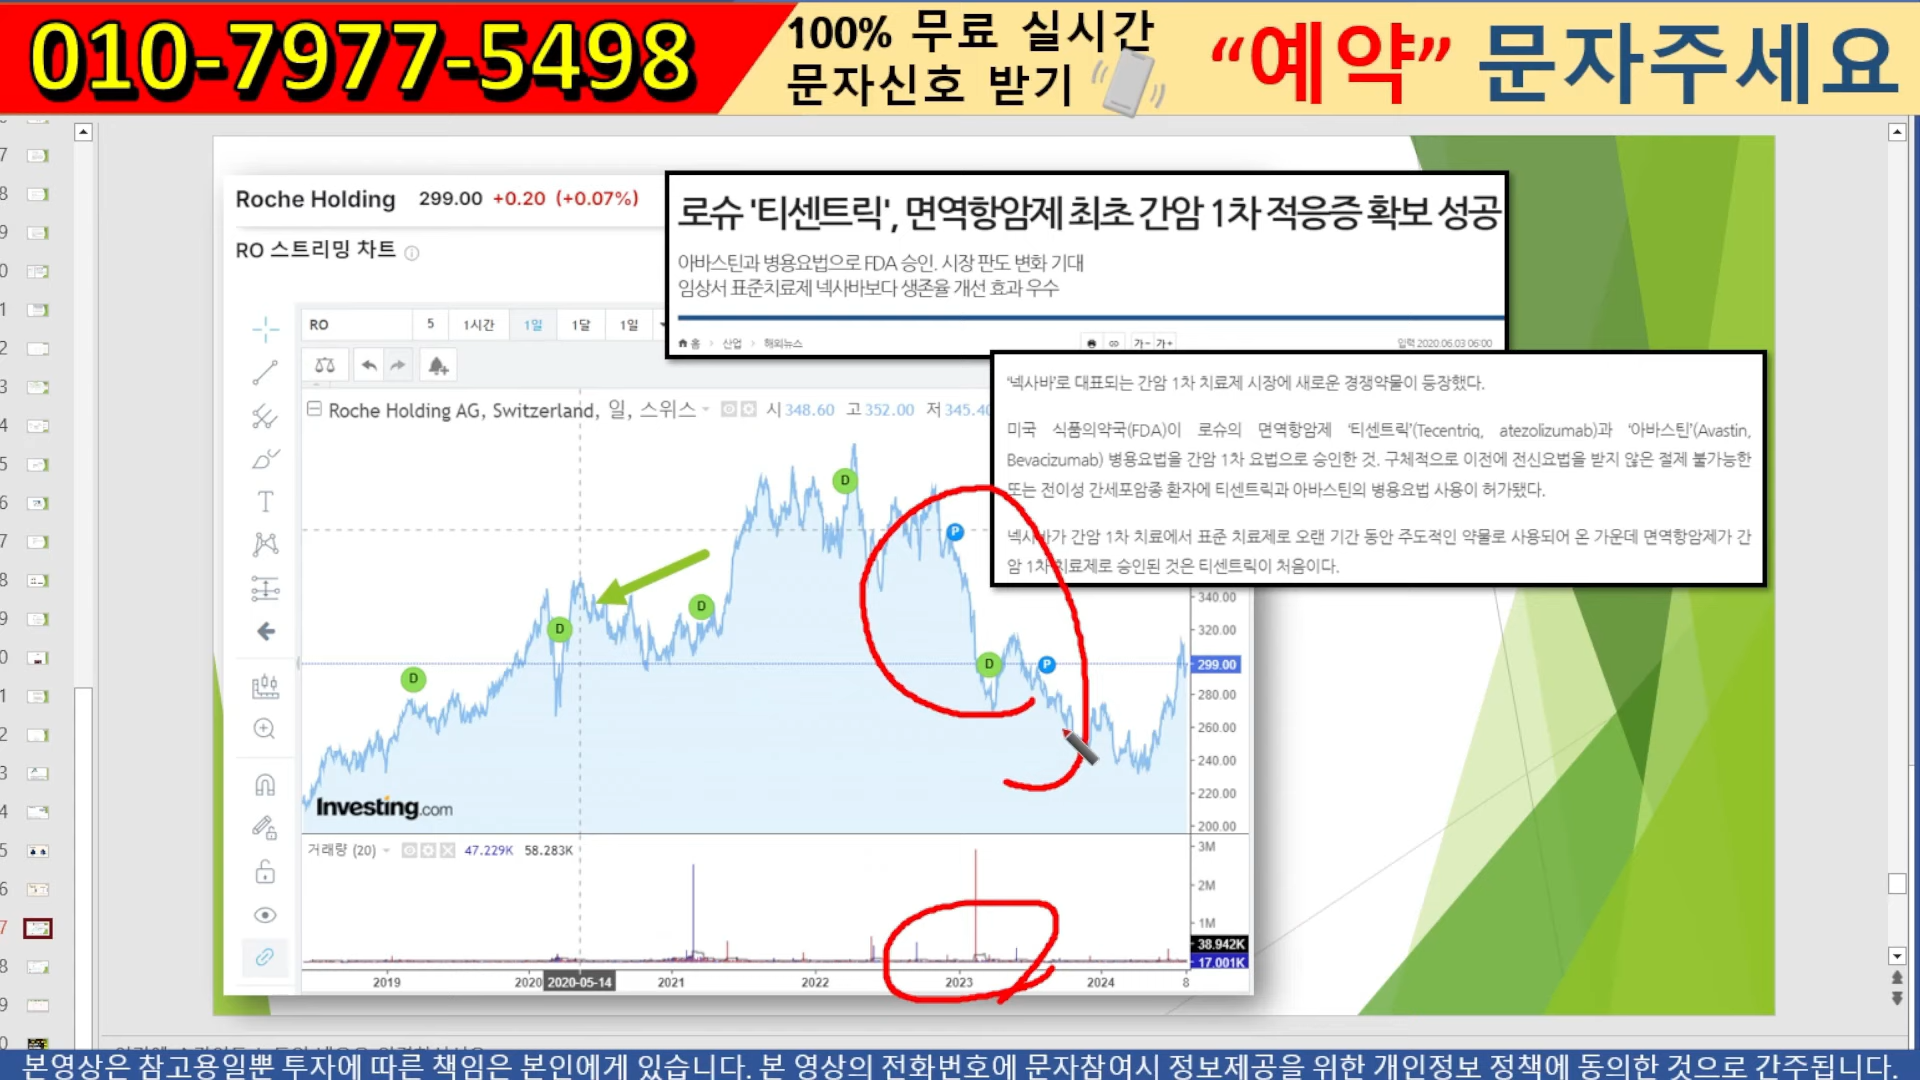 010-7977-5498
100% 무료 실시간
문자신호 받기
“예약” 문자주세요
Roche Holding 299.00 +0.20 (+0.07%)
RO 스트리밍 차트
로슈 '티센트릭', 면역항암제 최초 간암 1차 적응증 확보 성공
아바스틴과 병용요법으로 FDA 승인. 시장 판도 변화 기대
임상서 표준치료제 넥사바보다 생존율 개선 효과 우수
홈 > 산업 > 해외뉴스
가- 가+
입력 2020.06.03 06:00
RO 5 1시간 1일 1달 1일
'넥사바'로 대표되는 간암 1차 치료제 시장에 새로운 경쟁약물이 등장했다.
미국 식품의약국(FDA)이 로슈의 면역항암제 '티센트릭'(Tecentriq, atezolizumab)과 '아바스틴'(Avastin,
Bevacizumab) 병용요법을 간암 1차 요법으로 승인한 것. 구체적으로 이전에 전신요법을 받지 않은 절제 불가능한
또는 전이성 간세포암종 환자에 티센트릭과 아바스틴의 병용요법 사용이 허가됐다.
넥사바가 간암 1차 치료에서 표준 치료제로 오랜 기간 동안 주도적인 약물로 사용되어 온 가운데 면역항암제가 간
암 1차 치료제로 승인된 것은 티센트릭이 처음이다.
Roche Holding AG, Switzerland, 일, 스위스 시 348.60 고 352.00 저 345.40
D
P
D
D
D
D
P
340.00
320.00
299.00
280.00
260.00
240.00
220.00
200.00
Investing.com
거래량 (20) 47.229K 58.283K
3M
2M
1M
38.942K
17.001K
2019 2020 2020-05-14 2021 2022 2023 2024 8
본영상은 참고용일뿐 투자에 따른 책임은 본인에게 있습니다. 본 영상의 전화번호에 문자참여시 정보제공을 위한 개인정보 정책에 동의한 것으로 간주됩니다.